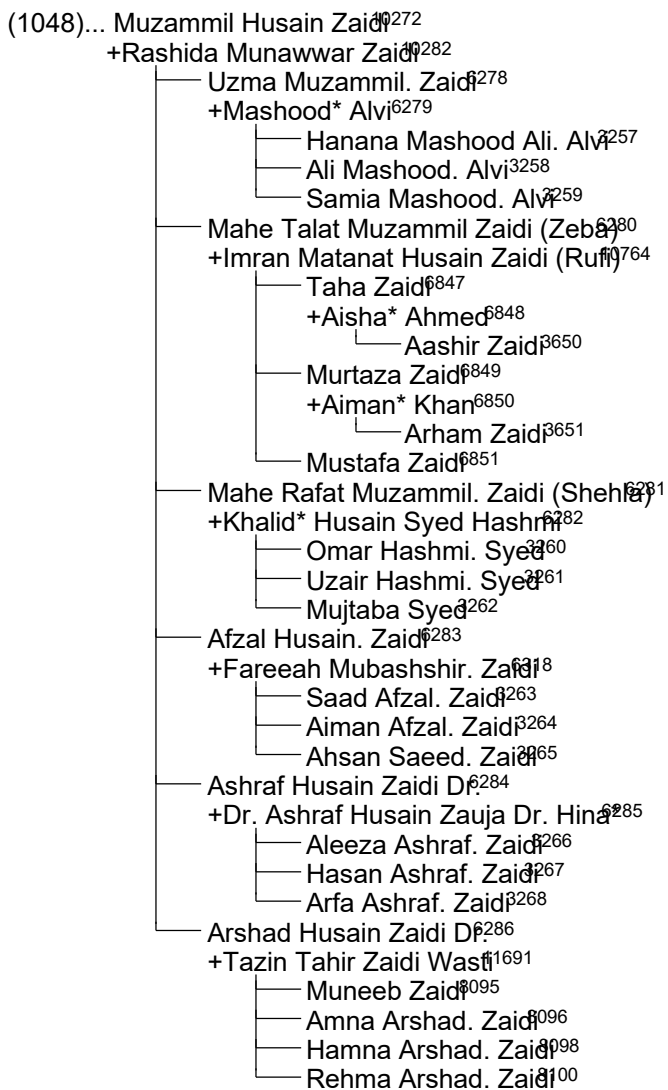 (1048)... Muzammil Husain Zaidi10272
+Rashida Munawwar Zaidi10282
Uzma Muzammil. Zaidi6278
+Mashood* Alvi6279
Hanana Mashood Ali. Alvi3257
Ali Mashood. Alvi3258
Samia Mashood. Alvi3259
Mahe Talat Muzammil Zaidi (Zeba)6280
+Imran Matanat Husain Zaidi (Rufi)10764
Taha Zaidi6847
+Aisha* Ahmed6848
Aashir Zaidi3650
Murtaza Zaidi6849
+Aiman* Khan6850
Arham Zaidi3651
Mustafa Zaidi6851
Mahe Rafat Muzammil. Zaidi (Shehla)6281
+Khalid* Husain Syed Hashmi6282
Omar Hashmi. Syed3260
Uzair Hashmi. Syed3261
Mujtaba Syed3262
Afzal Husain. Zaidi6283
+Fareeah Mubashshir. Zaidi6318
Saad Afzal. Zaidi3263
Aiman Afzal. Zaidi3264
Ahsan Saeed. Zaidi3265
Ashraf Husain Zaidi Dr.6284
+Dr. Ashraf Husain Zauja Dr. Hina*6285
Aleeza Ashraf. Zaidi3266
Hasan Ashraf. Zaidi3267
Arfa Ashraf. Zaidi3268
Arshad Husain Zaidi Dr.6286
+Tazin Tahir Zaidi Wasti11691
Muneeb Zaidi8095
Amna Arshad. Zaidi8096
Hamna Arshad. Zaidi8098
Rehma Arshad. Zaidi8100